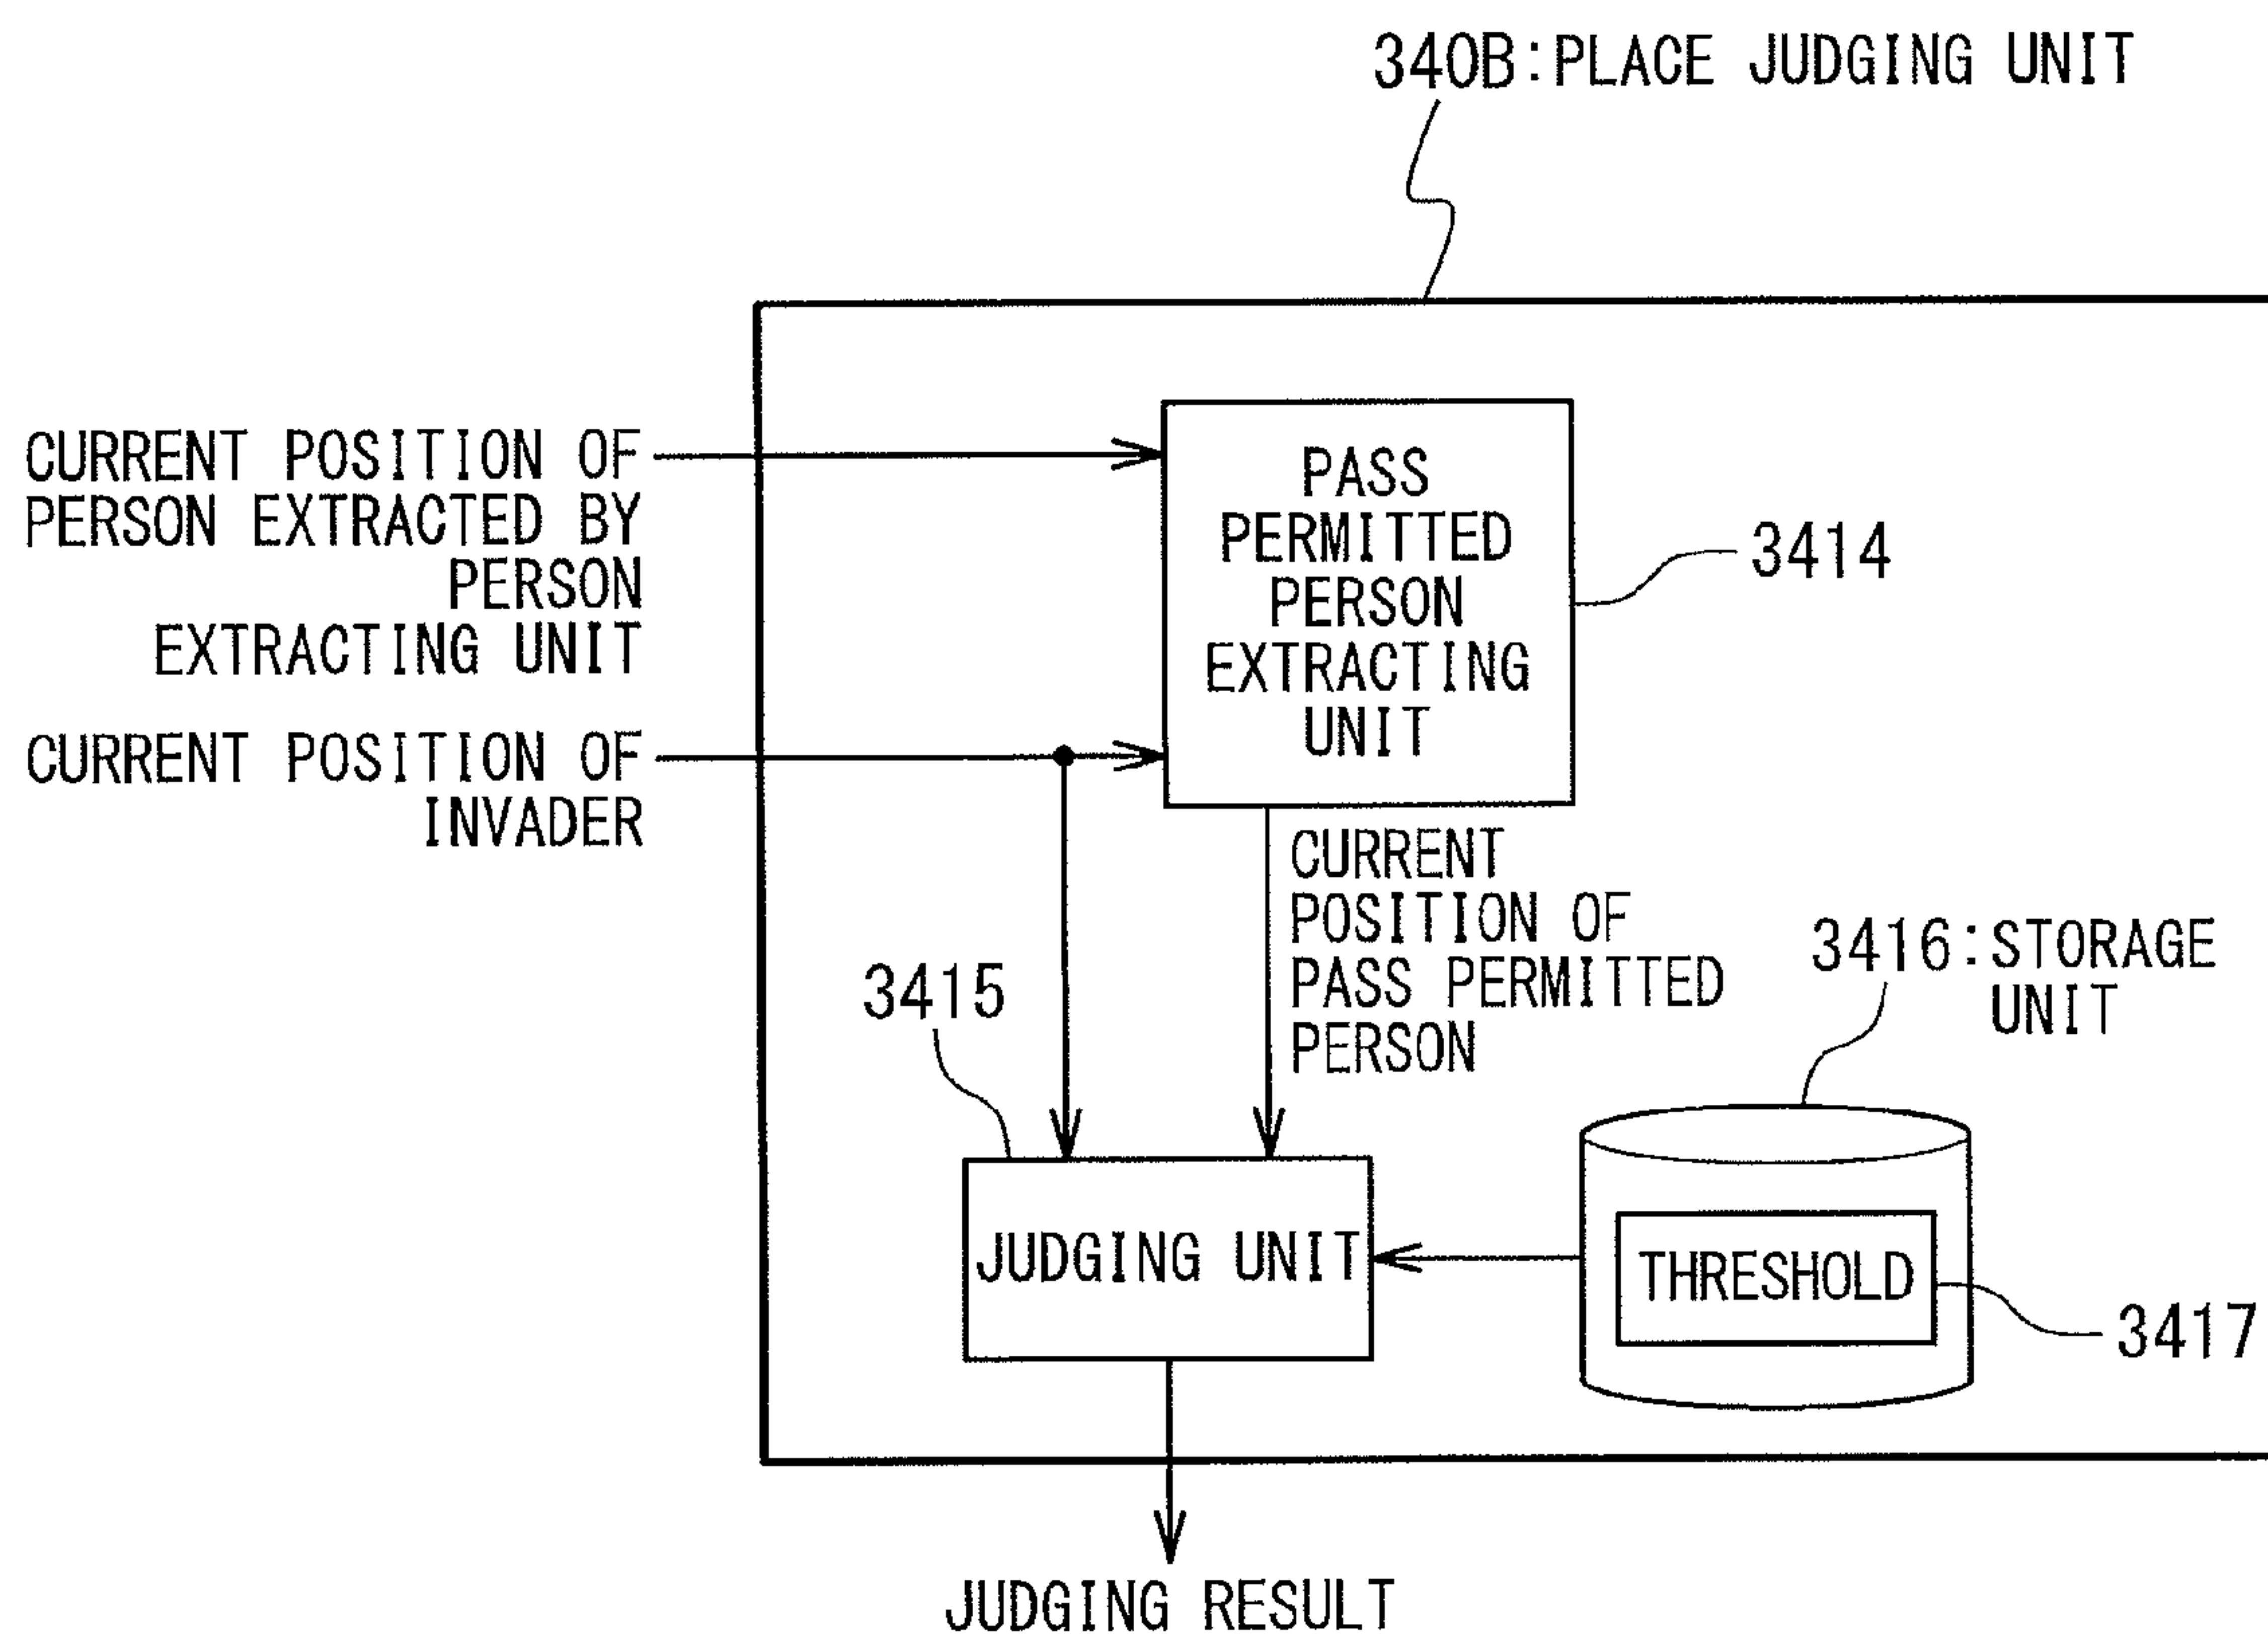 340B:PLACE JUDGING UNIT
CURRENT POSITION OF
PERSON EXTRACTED BY
PERSON
EXTRACTING UNIT
PASS
PERMITTED
PERSON
EXTRACTING
UNIT
3414
CURRENT POSITION OF
INVADER
CURRENT
POSITION OF
PASS PERMITTED
PERSON
3415
3416:STORAGE
UNIT
JUDGING UNIT
THRESHOLD
3417
JUDGING RESULT